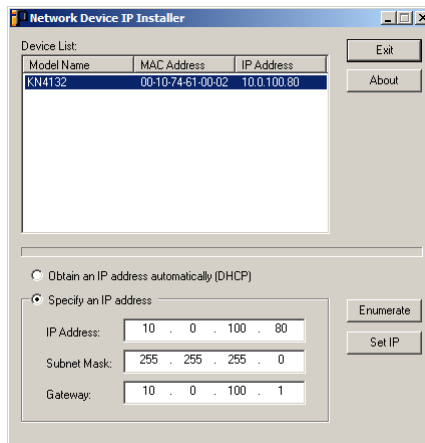 Network Device IP Installer
Device List:
Exit
Model Name MAC Address IP Address
KN4132 00-10-74-61-00-02 10.0.100.80
About
Obtain an IP address automatically (DHCP)
Specify an IP address
Enumerate
IP Address: 10 . 0 . 100 . 80
Set IP
Subnet Mask: 255 . 255 . 255 . 0
Gateway: 10 . 0 . 100 . 1